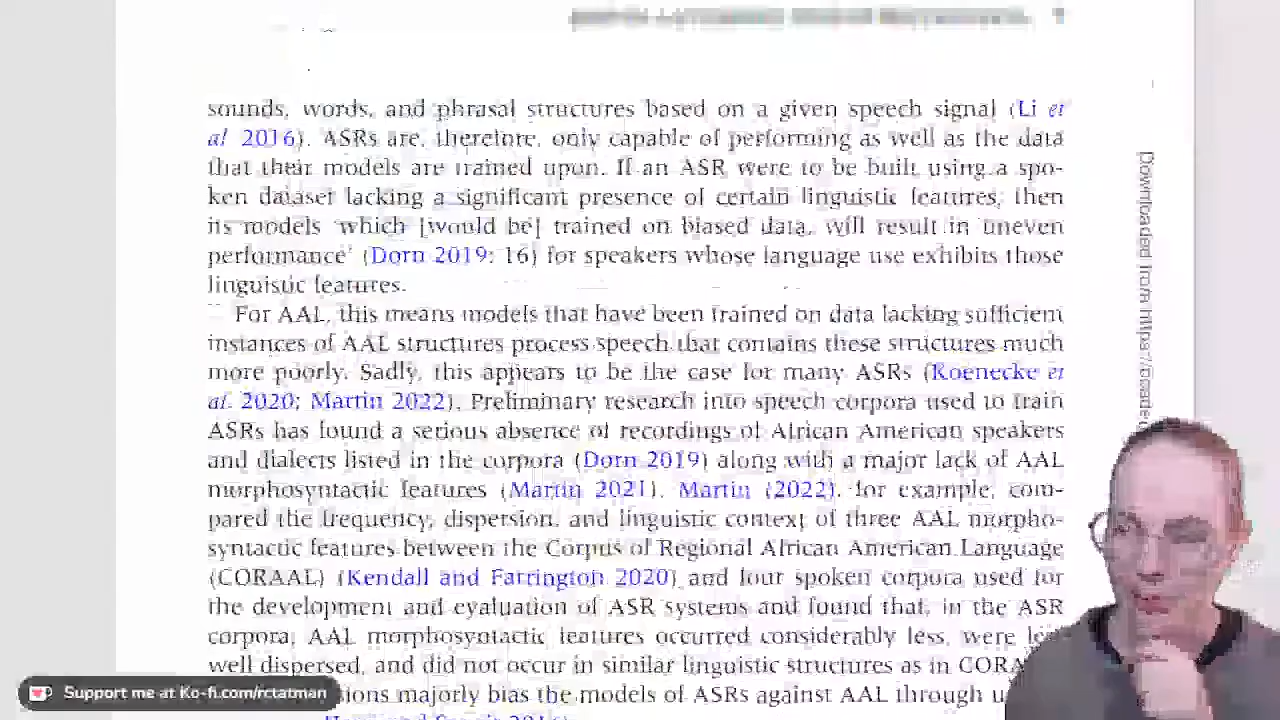 sounds, words, and phrasal structures based on a given speech signal (Li et
al 2016). ASRs are, therefore, only capable of performing as well as the data
that their models are trained upon. If an ASR were to be built using a spo-
ken dataset lacking a significant presence of certain linguistic features, then
its models ‘which [would be] trained on biased data, will result in uneven
performance’ (Dorn 2019: 16) for speakers whose language use exhibits those
linguistic features.
For AAL, this means models that have been trained on data lacking sufficient
instances of AAL structures process speech that contains these structures much
more poorly. Sadly, this appears to be the case for many ASRs (Koenecke et
al. 2020; Martin 2022). Preliminary research into speech corpora used to train
ASRs has found a serious absence of recordings of African American speakers
and dialects listed in the corpora (Dorn 2019) along with a major lack of AAL
morphosyntactic features (Martin 2021). Martin (2022), for example, com-
pared the frequency, dispersion, and linguistic context of three AAL morpho-
syntactic features between the Corpus of Regional African American Language
(CORAAL) (Kendall and Farrington 2020) and four spoken corpora used for
the development and evaluation of ASR systems and found that, in the ASR
corpora, AAL morphosyntactic features occurred considerably less, were
well dispersed, and did not occur in similar linguistic structures as in
majorly bias the models of ASRs against AAL through
Downloaded from https://
Support me at Ko-fi.com/rctatman